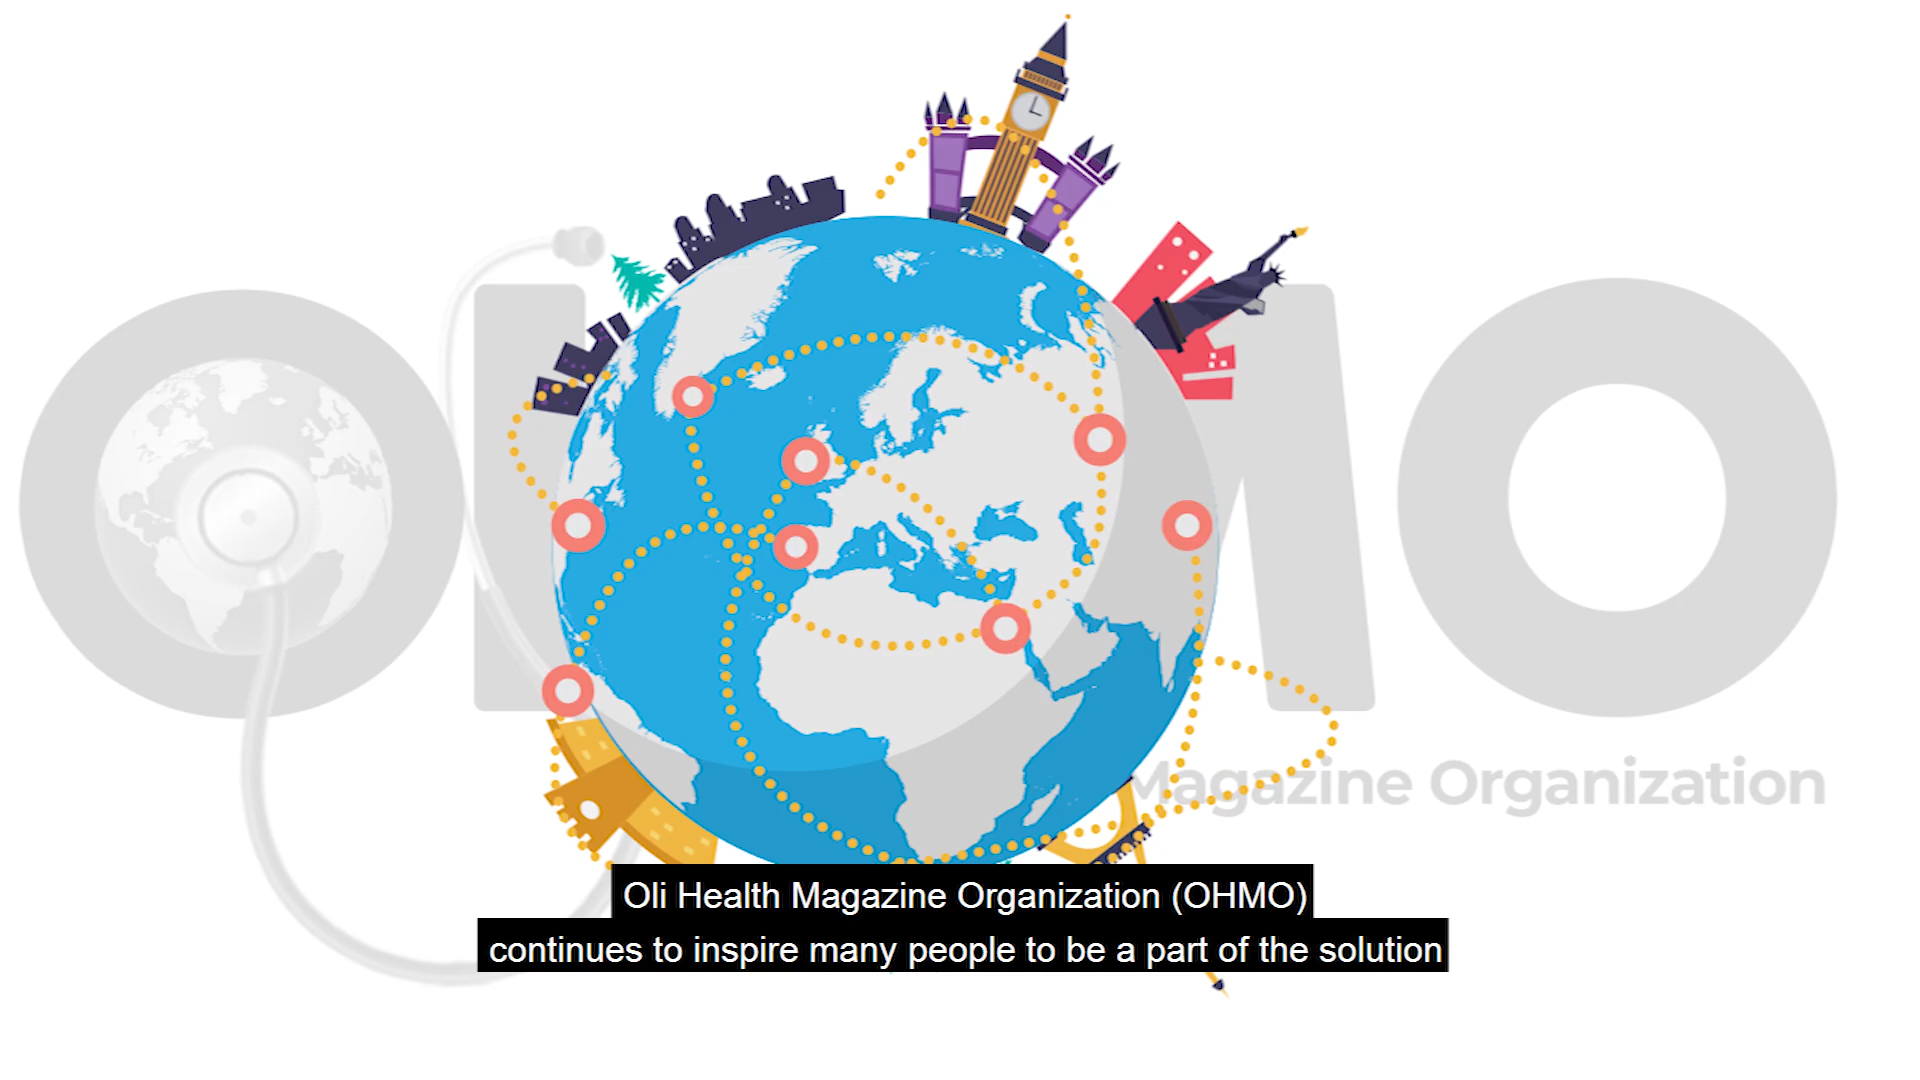 OHMO
Magazine Organization
Oli Health Magazine Organization (OHMO)
continues to inspire many people to be a part of the solution